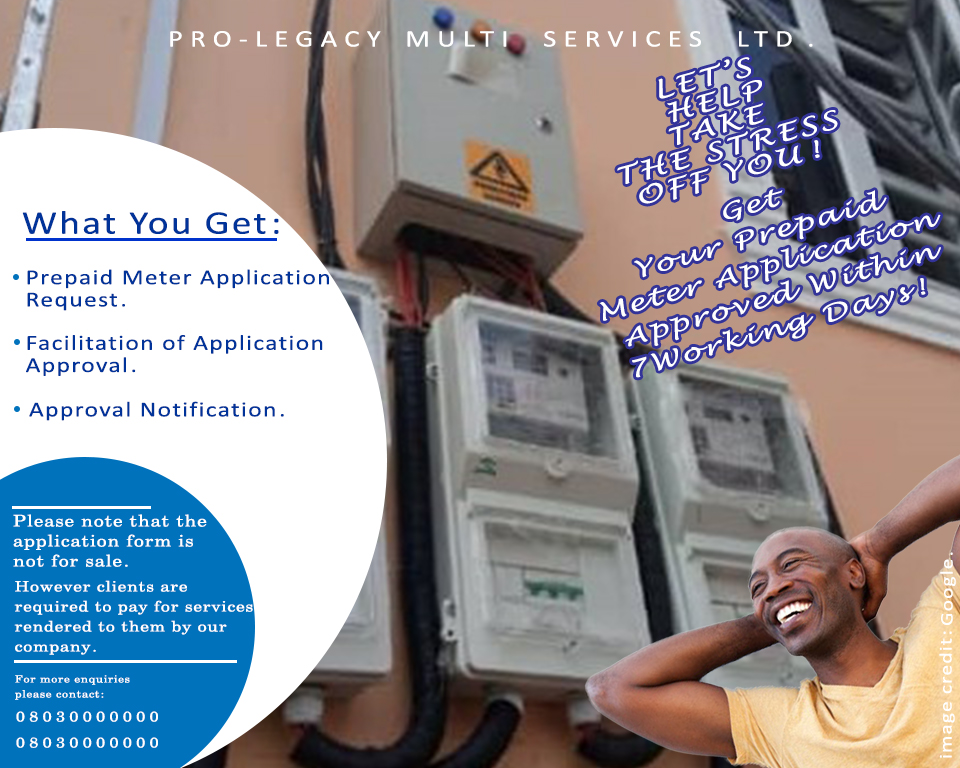 PRO-LEGACY MULTI SERVICES LTD.
LET'S
HELP
TAKE
THE STRESS
OFF YOU!
Get
Your Prepaid
Meter Application
Approved Within
7Working Days!
What You Get:
• Prepaid Meter Application
Request.
• Facilitation of Application
Approval.
• Approval Notification.
Please note that the
application form is
not for sale.
However clients are
required to pay for services
rendered to them by our
company.
For more enquiries
please contact:
08030000000
08030000000
image credit: Google.